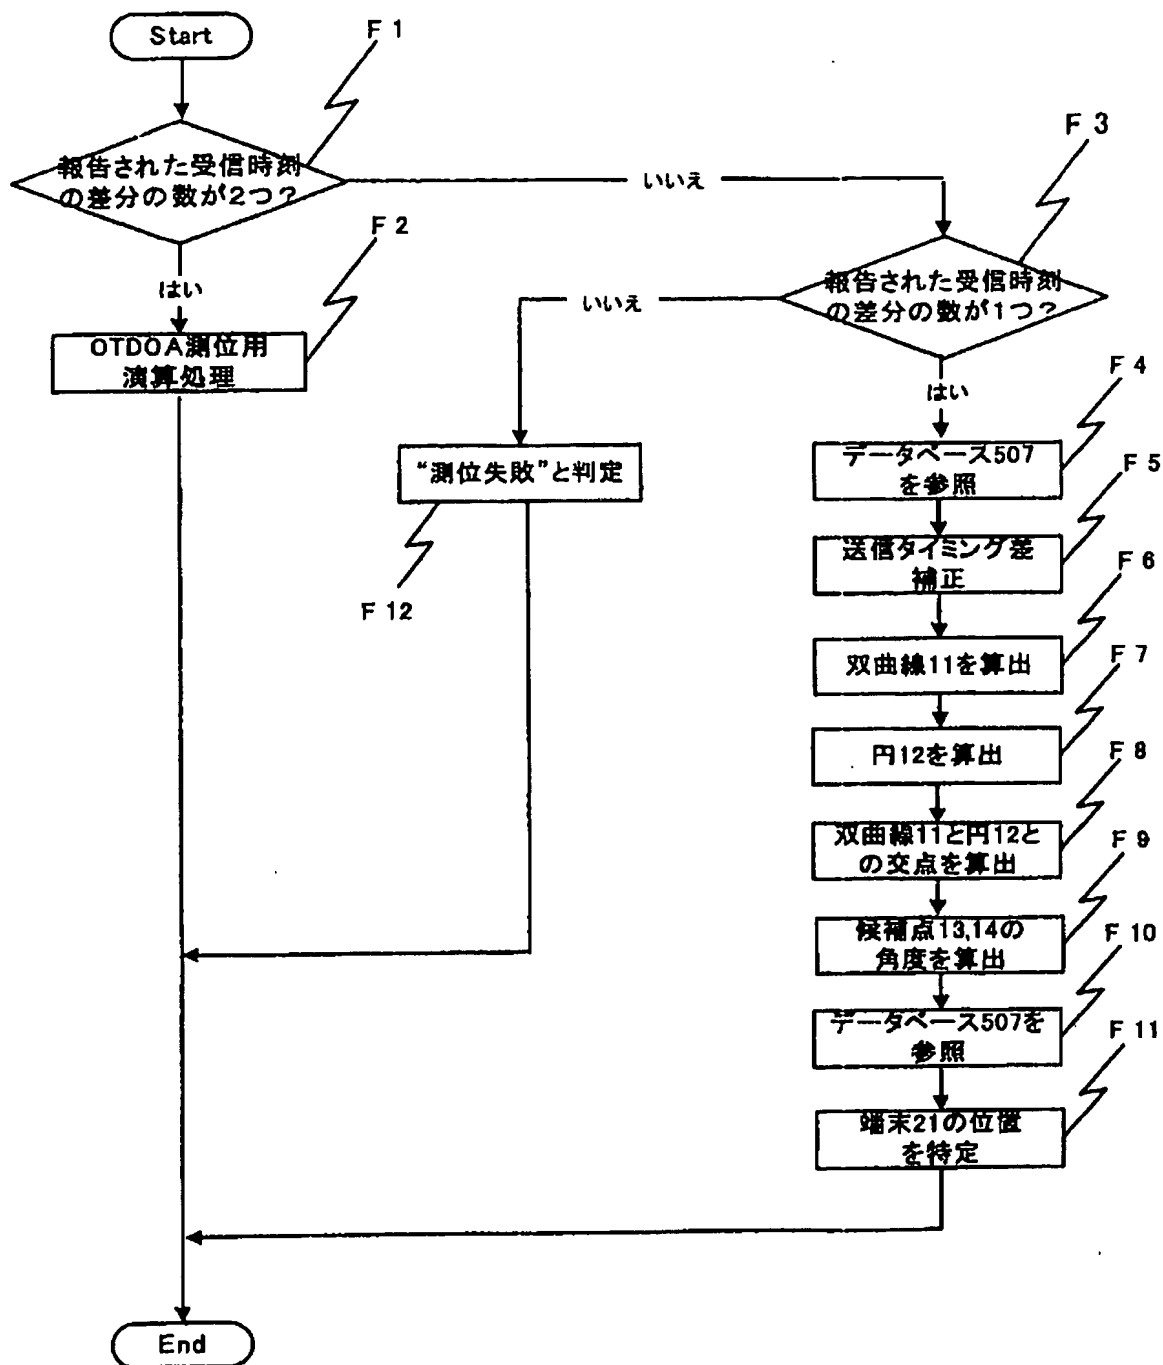 Start
F 1
報告された受信時刻
の差分の数が2つ?
いいえ
F 3
F 2
はい
報告された受信時刻
の差分の数が1つ?
いいえ
OTDOA測位用
演算処理
はい
F 4
データベース507
を参照
“測位失敗”と判定
F 5
送信タイミング差
補正
F 6
F 12
双曲線11を算出
F 7
円12を算出
F 8
双曲線11と円12と
の交点を算出
F 9
候補点13,14の
角度を算出
F 10
データベース507を
参照
F 11
端末21の位置
を特定
End